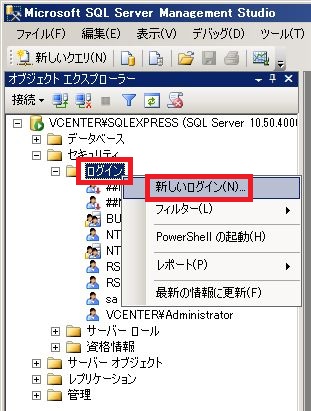 Microsoft SQL Server Management Studio
ファイル(F) 編集(E) 表示(V) デバッグ(D) ツール(T)
新しいクエリ(N)
オブジェクト エクスプローラー
接続
VCENTER¥SQLEXPRESS (SQL Server 10.50.4000
データベース
セキュリティ
ログイン
新しいログイン(N)...
フィルター(L)
PowerShell の起動(H)
レポート(P)
最新の情報に更新(F)
##
##
BU
NT
NT
RS
RS
sa
VCENTER¥Administrator
サーバー ロール
資格情報
サーバー オブジェクト
レプリケーション
管理